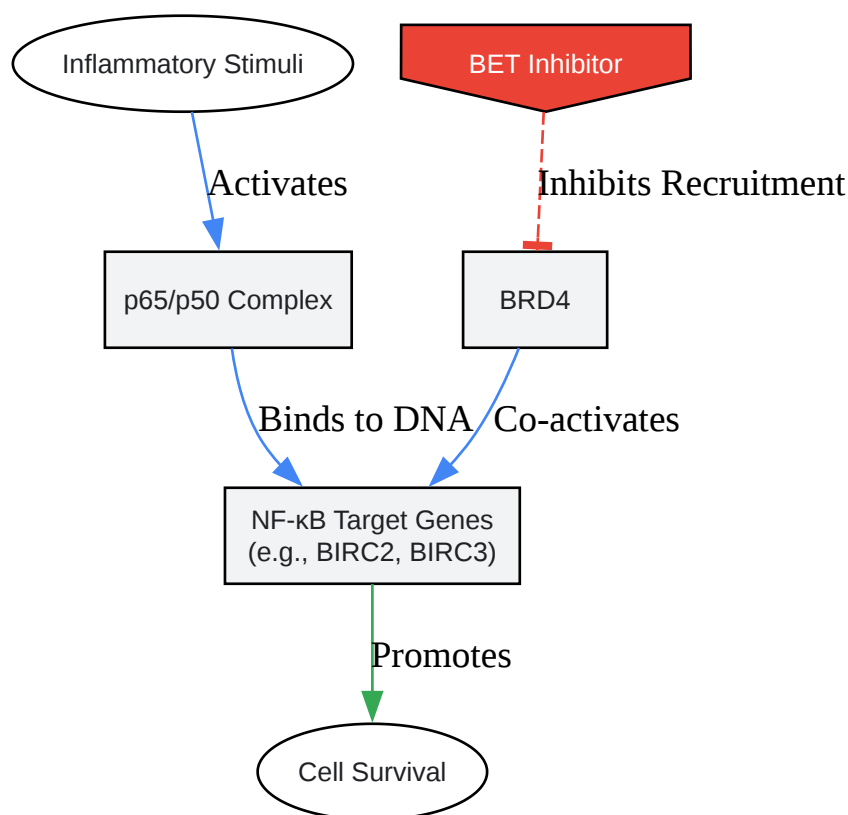 Inflammatory Stimuli
BET Inhibitor
Activates
Inhibits Recruitment
p65/p50 Complex
BRD4
Binds to DNA
Co-activates
NF-κB Target Genes
(e.g., BIRC2, BIRC3)
Promotes
Cell Survival